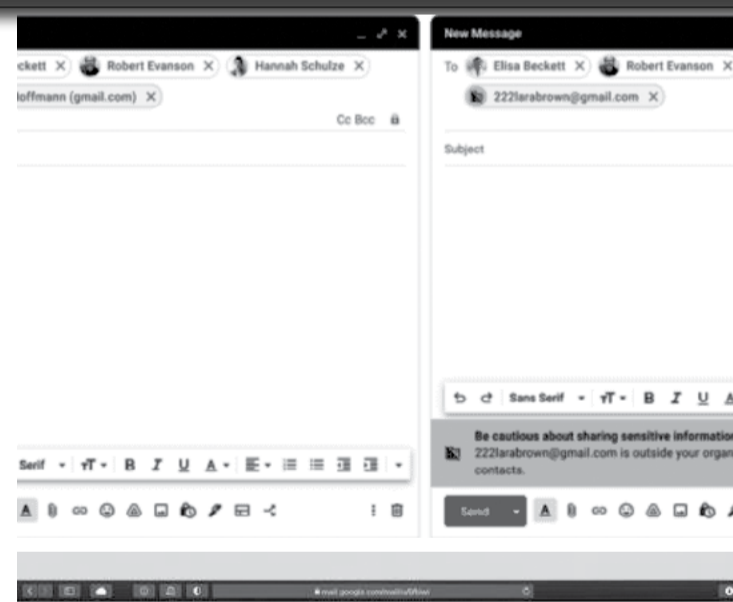 New Message
ckett Robert Evanson Hannah Schulze
offmann (gmail.com)
Cc Bcc
Serif
To Elisa Beckett Robert Evanson
222larabrown@gmail.com
Subject
Sans Serif
Be cautious about sharing sensitive information
222larabrown@gmail.com is outside your organ
contacts.
Send